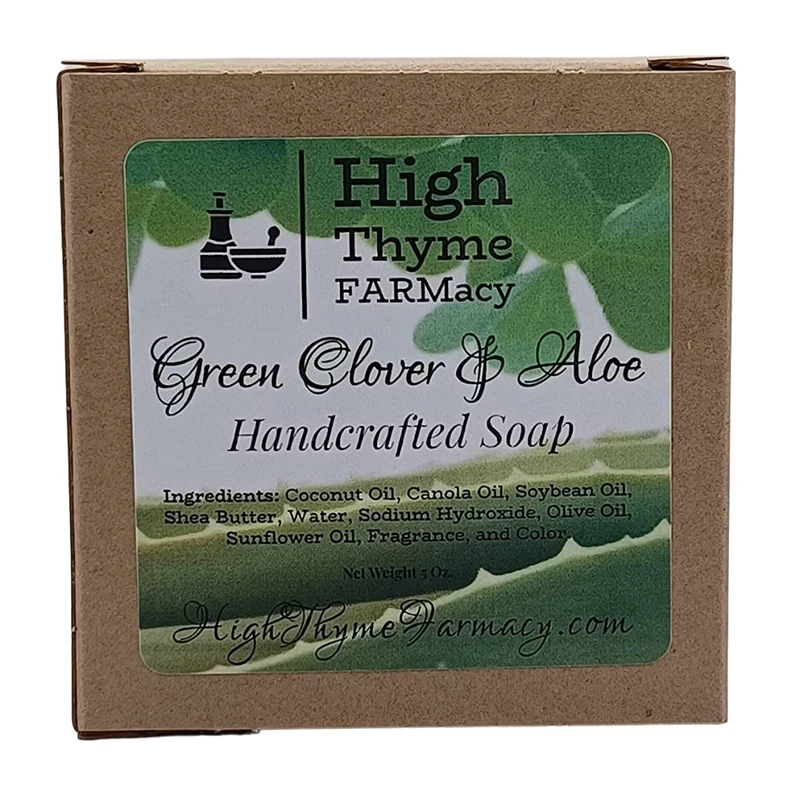 High
Thyme
FARMacy
Green Clover & Aloe
Handcrafted Soap
Ingredients: Coconut Oil, Canola Oil, Soybean Oil,
Shea Butter, Water, Sodium Hydroxide, Olive Oil,
Sunflower Oil, Fragrance, and Color.
Net Weight 5 Oz.
HighThymeFarmacy.com